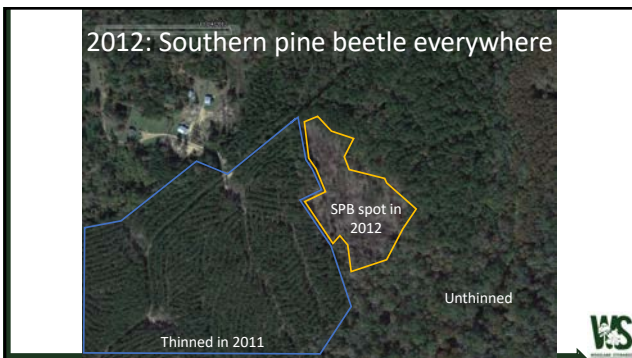 2012: Southern pine beetle everywhere
SPB spot in
2012
Unthinned
Thinned in 2011
WS